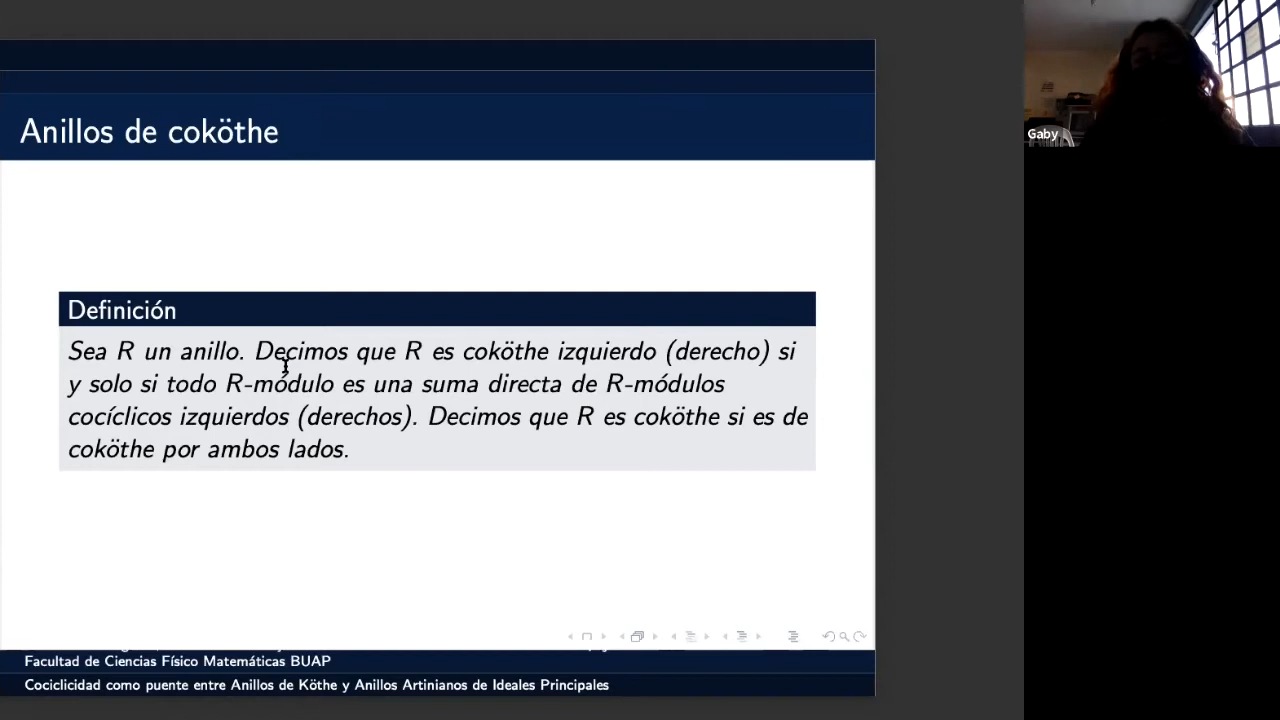 Anillos de coköthe
Definición
Sea R un anillo. Decimos que R es coköthe izquierdo (derecho) si
y solo si todo R-módulo es una suma directa de R-módulos
cocíclicos izquierdos (derechos). Decimos que R es coköthe si es de
coköthe por ambos lados.
Facultad de Ciencias Físico Matemáticas BUAP
Cociclicidad como puente entre Anillos de Köthe y Anillos Artinianos de Ideales Principales
Gaby